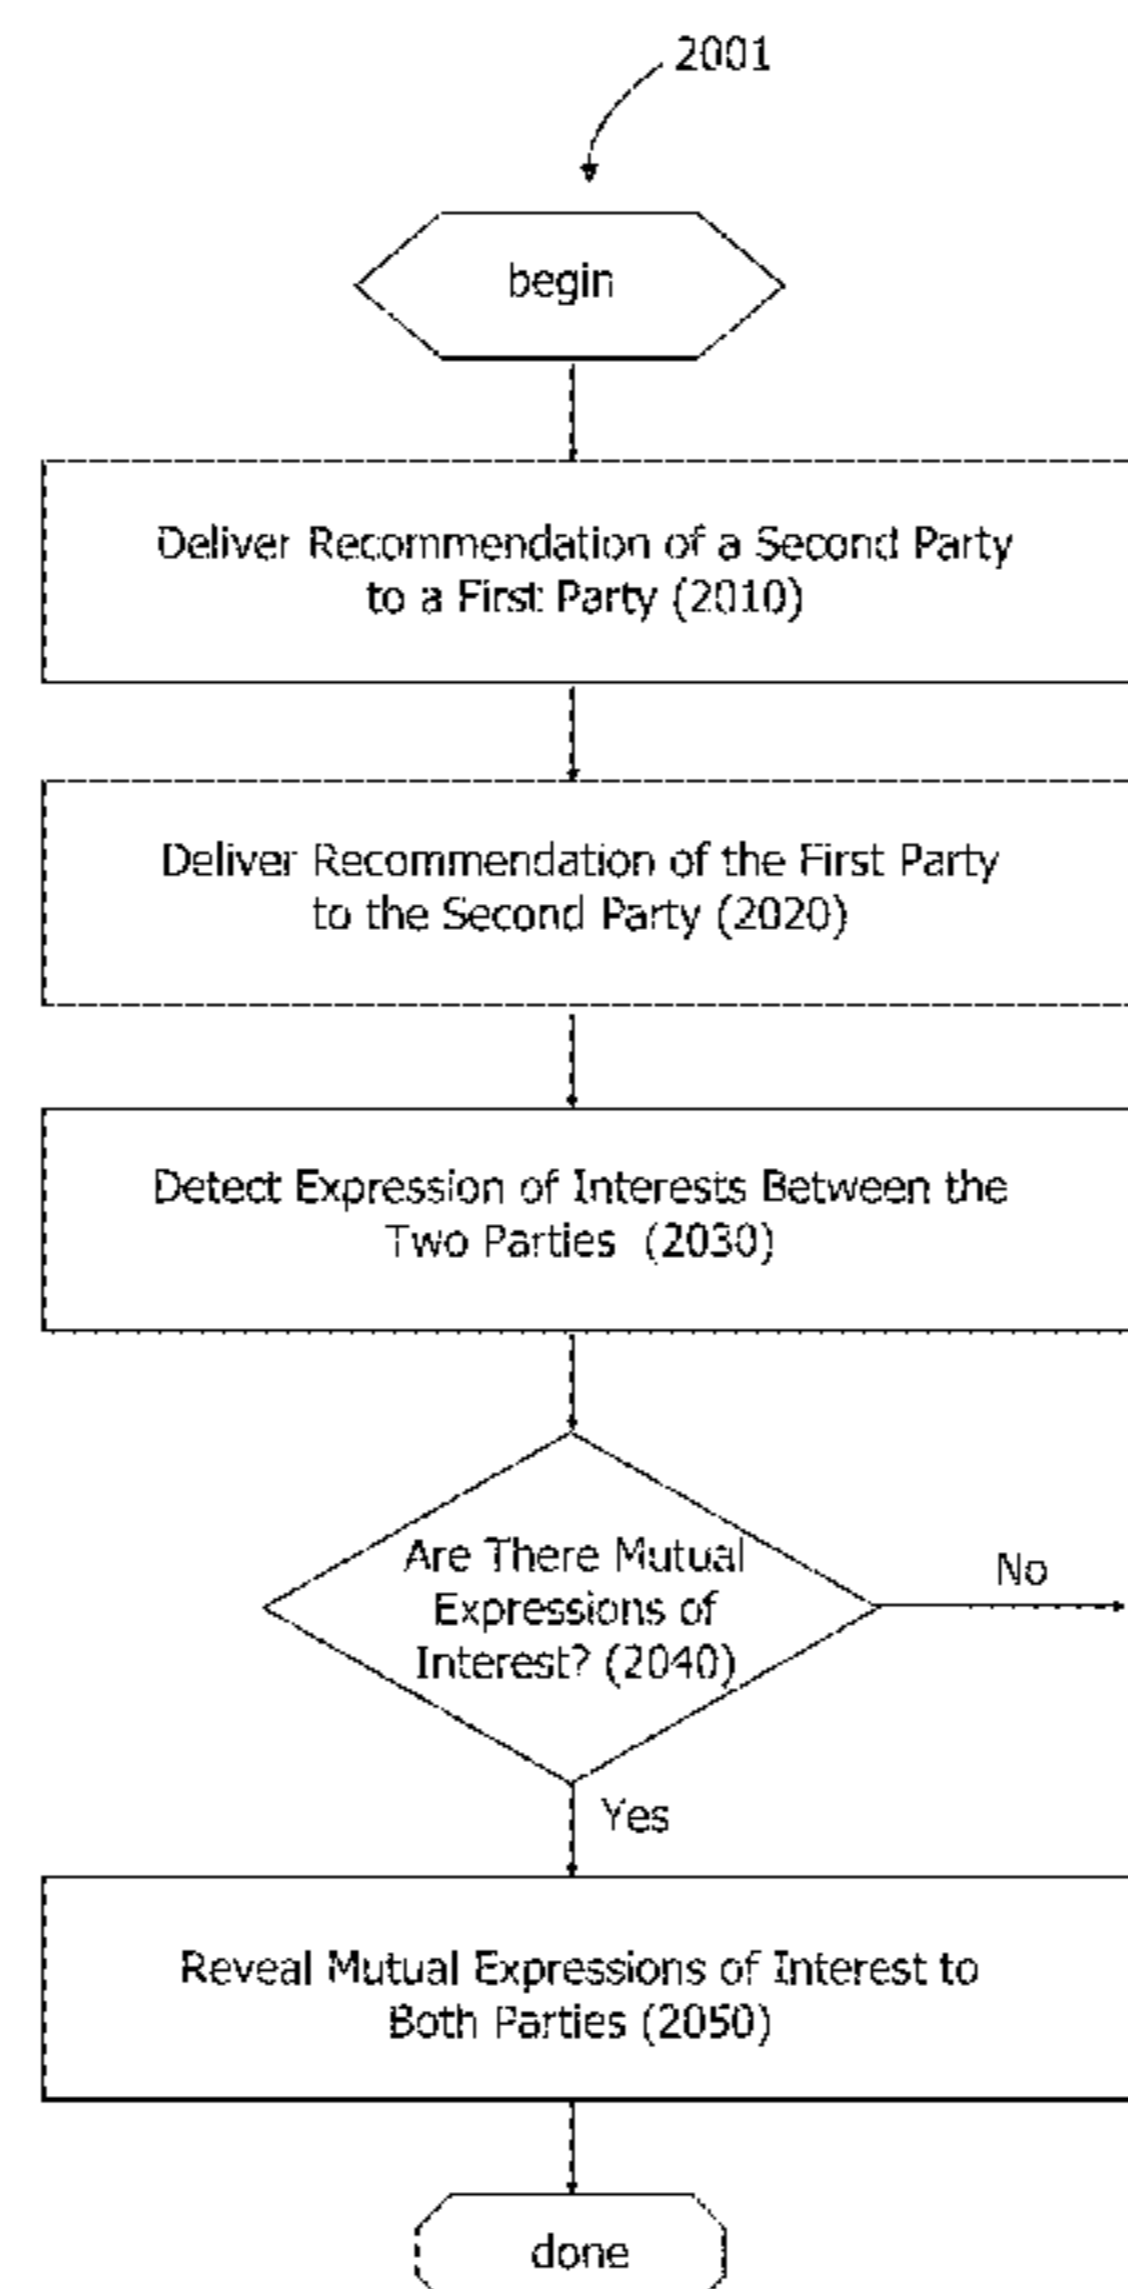 2001
begin
Deliver Recommendation of a Second Party
to a First Party (2010)
Deliver Recommendation of the First Party
to the Second Party (2020)
Detect Expression of Interests Between the
Two Parties (2030)
Are There Mutual
Expressions of
Interest? (2040)
No
Yes
Reveal Mutual Expressions of Interest to
Both Parties (2050)
done